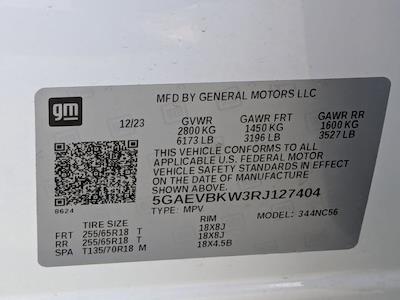 gm
MFD BY GENERAL MOTORS LLC
12/23 GVWR GAWR FRT GAWR RR
2800 KG 1450 KG 1600 KG
6173 LB 3196 LB 3527 LB
THIS VEHICLE CONFORMS TO ALL
APPLICABLE U.S. FEDERAL MOTOR
VEHICLE SAFETY STANDARDS IN EFFECT
ON THE DATE OF MANUFACTURE SHOWN ABOVE.
5GAEVBKW3RJ127404
8624
TYPE: MPV MODEL: 344NC56
TIRE SIZE RIM
FRT 255/65R18 T 18X8J
RR 255/65R18 T 18X8J
SPA T135/70R18 M 18X4.5B